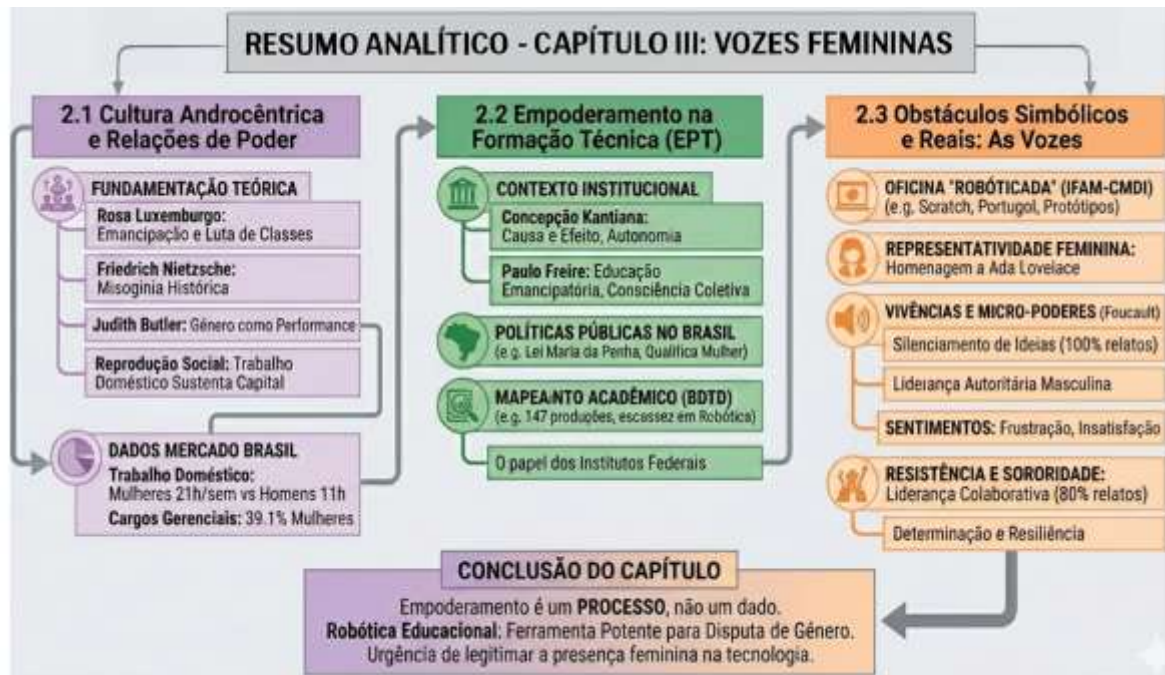 RESUMO ANALÍTICO - CAPÍTULO III: VOZES FEMININAS
2.1 Cultura Androcêntrica
e Relações de Poder
FUNDAMENTAÇÃO TEÓRICA
Rosa Luxemburgo:
Emancipação e Luta de Classes
Friedrich Nietzsche:
Misoginia Histórica
Judith Butler: Género como Performance
Reprodução Social: Trabalho
Doméstico Sustenta Capital
DADOS MERCADO BRASIL
Trabalho Doméstico:
Mulheres 21h/sem vs Homens 11h
Cargos Gerenciais: 39.1% Mulheres
2.2 Empoderamento na
Formação Técnica (EPT)
CONTEXTO INSTITUCIONAL
Concepção Kantiana:
Causa e Efeito, Autonomia
Paulo Freire: Educação
Emancipatória, Consciência Coletiva
POLÍTICAS PÚBLICAS NO BRASIL
(e.g. Lei Maria da Penha, Qualifica Mulher)
MAPEAṁNTO ACADÊMICO (BDTD)
(e.g. 147 produções, escassez em Robótica)
O papel dos Institutos Federais
2.3 Obstáculos Simbólicos
e Reais: As Vozes
OFICINA "ROBÓTICADA" (IFAM-CMDI)
(e.g. Scratch, Portugol, Protótipos)
REPRESENTATIVIDADE FEMININA:
Homenagem a Ada Lovelace
VIVÊNCIAS E MICRO-PODERES (Foucault)
Silenciamento de Ideias (100% relatos)
Liderança Autoritária Masculina
SENTIMENTOS: Frustração, Insatisfação
RESISTÊNCIA E SORORIDADE:
Liderança Colaborativa (80% relatos)
Determinação e Resiliência
CONCLUSÃO DO CAPÍTULO
Empoderamento é um PROCESSO, não um dado.
Robótica Educacional: Ferramenta Potente para Disputa de Género.
Urgência de legitimar a presença feminina na tecnologia.